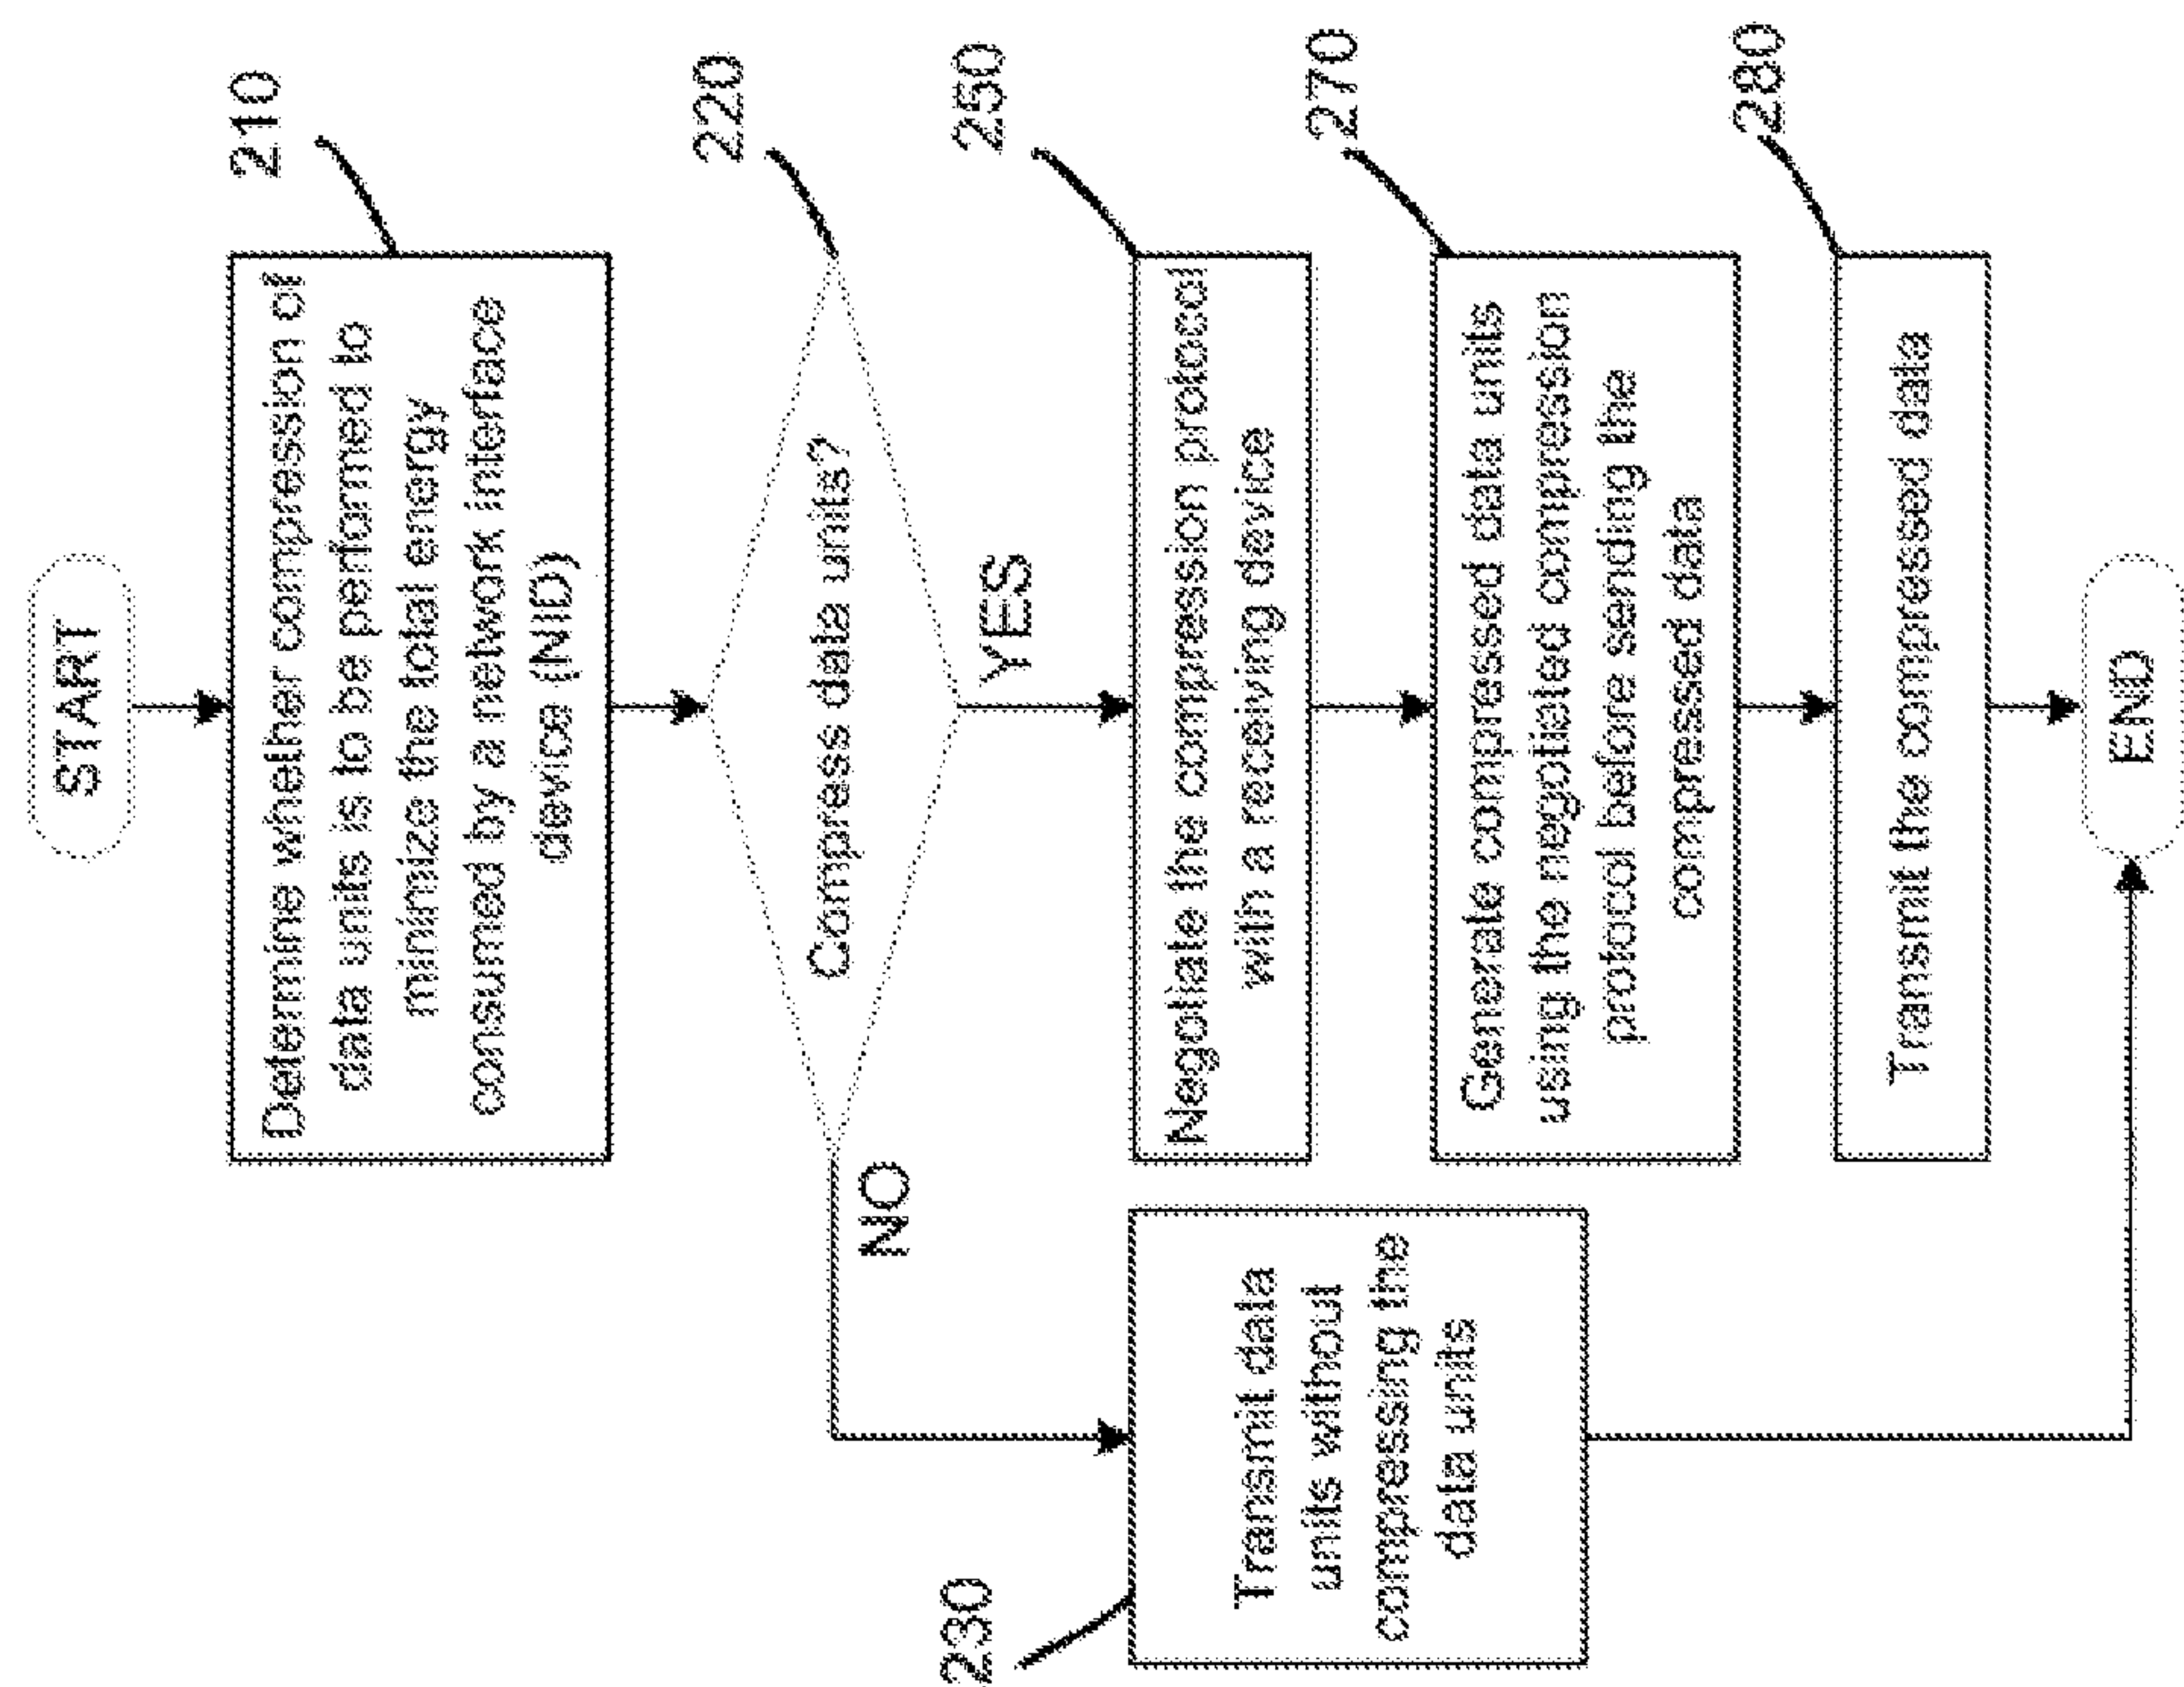 START
210
Determine whether compression of
data units is to be performed to
minimize the total energy
consumed by a network interface
device (NID)
220
Compress data units?
NO
YES
230
Transmit data
units without
compressing the
data units
250
Negotiate the compression protocol
with a receiving device
270
Generate compressed data units
using the negotiated compression
protocol before sending the
compressed data
280
Transmit the compressed data
END